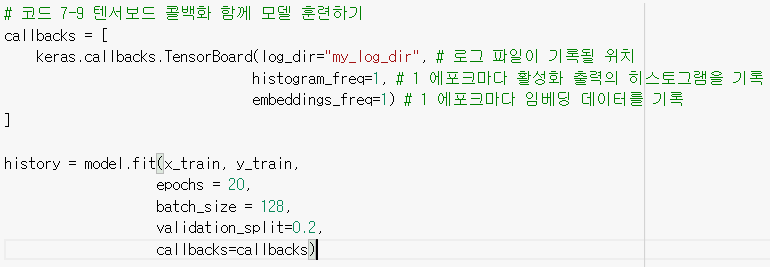 # 코드 7-9 텐서보드 콜백화 함께 모델 훈련하기
callbacks = [
    keras.callbacks.TensorBoard(log_dir="my_log_dir", # 로그 파일이 기록될 위치
                                histogram_freq=1, # 1 에포크마다 활성화 출력의 히스토그램을 기록
                                embeddings_freq=1) # 1 에포크마다 임베딩 데이터를 기록
]
history = model.fit(x_train, y_train,
                    epochs = 20,
                    batch_size = 128,
                    validation_split=0.2,
                    callbacks=callbacks)